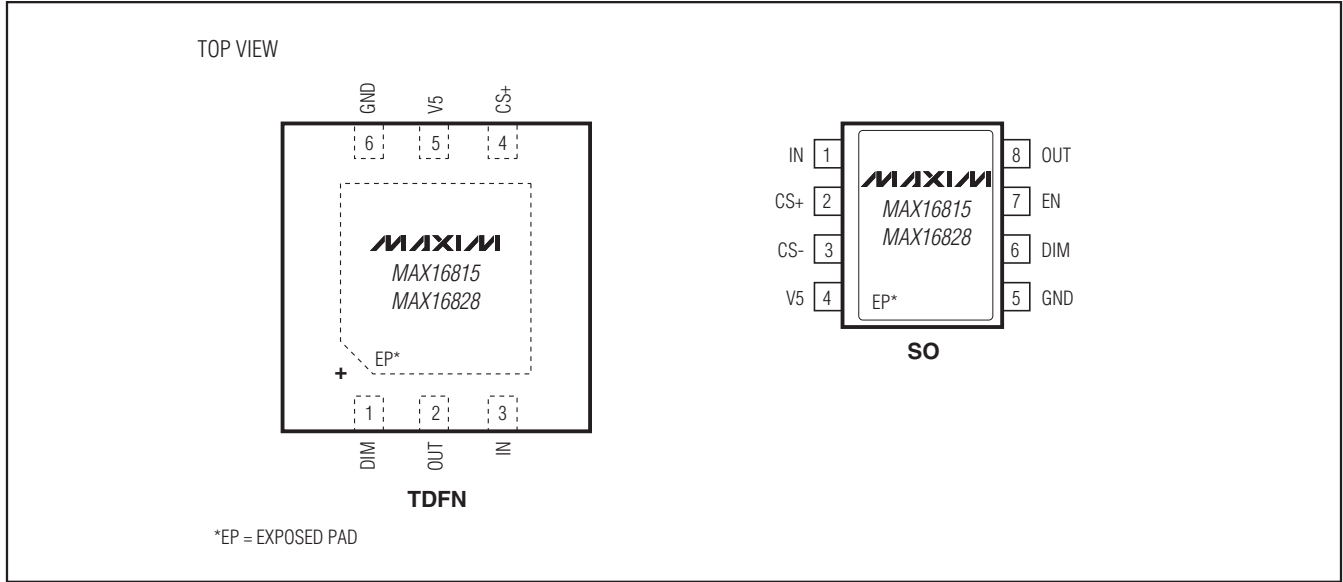 TOP VIEW
GND V5 CS+
6 5 4
MAXIM
MAX16815
MAX16828
EP*
+
1 2 3
DIM OUT IN
TDFN
*EP = EXPOSED PAD
IN 1 8 OUT
CS+ 2 7 EN
CS- 3 6 DIM
V5 4 5 GND
MAXIM
MAX16815
MAX16828
EP*
SO